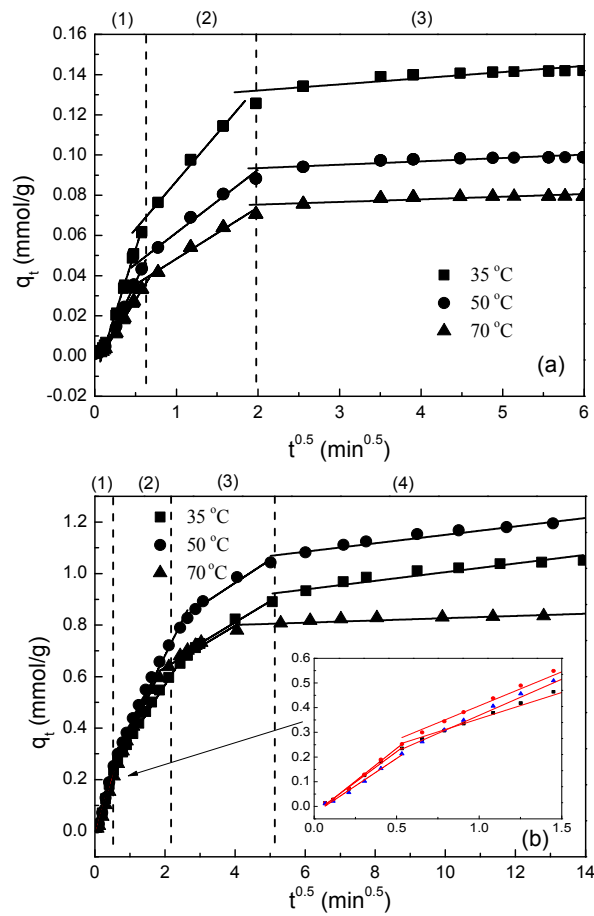 (1) (2) (3)
0.16
0.14
0.12
0.10
0.08
0.06
0.04
0.02
0.00
-0.02
q_t (mmol/g)
35 °C
50 °C
70 °C
(a)
0 1 2 3 4 5 6
t^0.5 (min^0.5)
(1) (2) (3) (4)
35 °C
50 °C
70 °C
1.2
1.0
0.8
0.6
0.4
0.2
0.0
q_t (mmol/g)
0.6
0.5
0.4
0.3
0.2
0.1
0.0
0.0 0.5 1.0 1.5
(b)
0 2 4 6 8 10 12 14
t^0.5 (min^0.5)